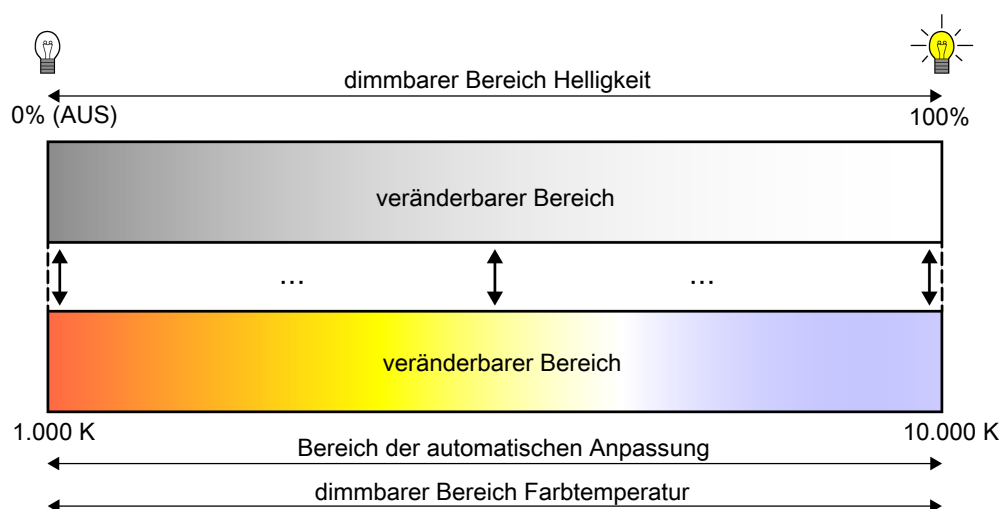 dimmbarer Bereich Helligkeit
0% (AUS)
100%
veränderbarer Bereich
...
...
veränderbarer Bereich
1.000 K
10.000 K
Bereich der automatischen Anpassung
dimmbarer Bereich Farbtemperatur